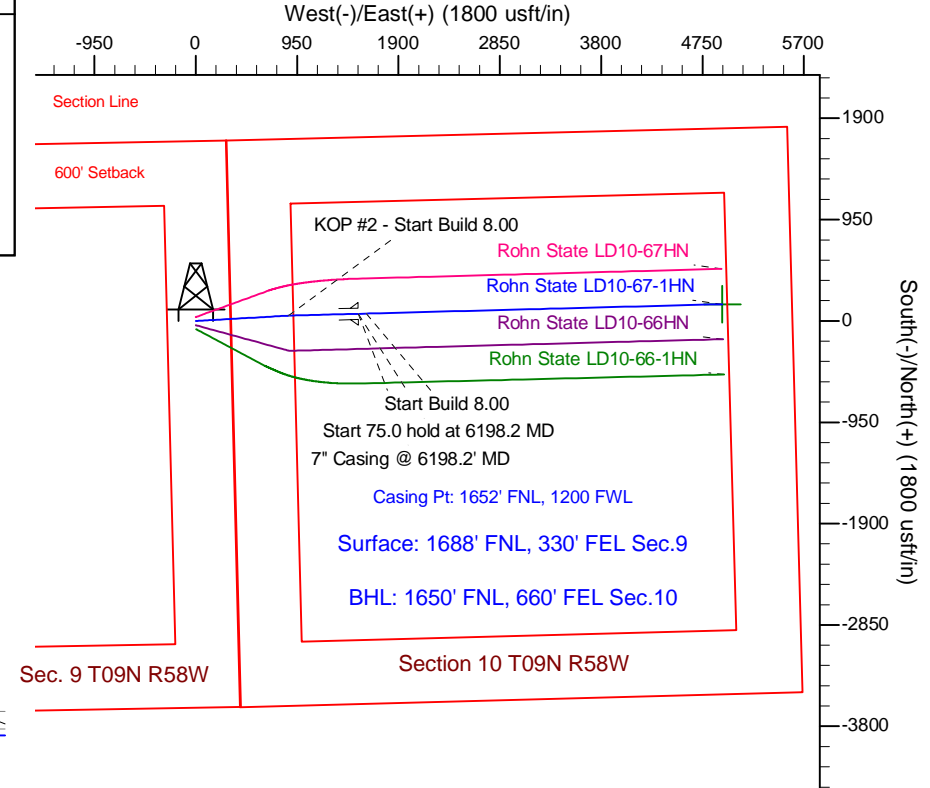 West(-)/East(+) (1800 usft/in)
-950 0 950 1900 2850 3800 4750 5700
Section Line
1900
600' Setback
950
KOP #2 - Start Build 8.00
Rohn State LD10-67HN
Rohn State LD10-67-1HN
0
Rohn State LD10-66HN
Rohn State LD10-66-1HN
South(-)/North(+) (1800 usft/in)
Start Build 8.00
-950
Start 75.0 hold at 6198.2 MD
7" Casing @ 6198.2' MD
Casing Pt: 1652' FNL, 1200 FWL
-1900
Surface: 1688' FNL, 330' FEL Sec.9
BHL: 1650' FNL, 660' FEL Sec.10
-2850
Sec. 9 T09N R58W
Section 10 T09N R58W
-3800